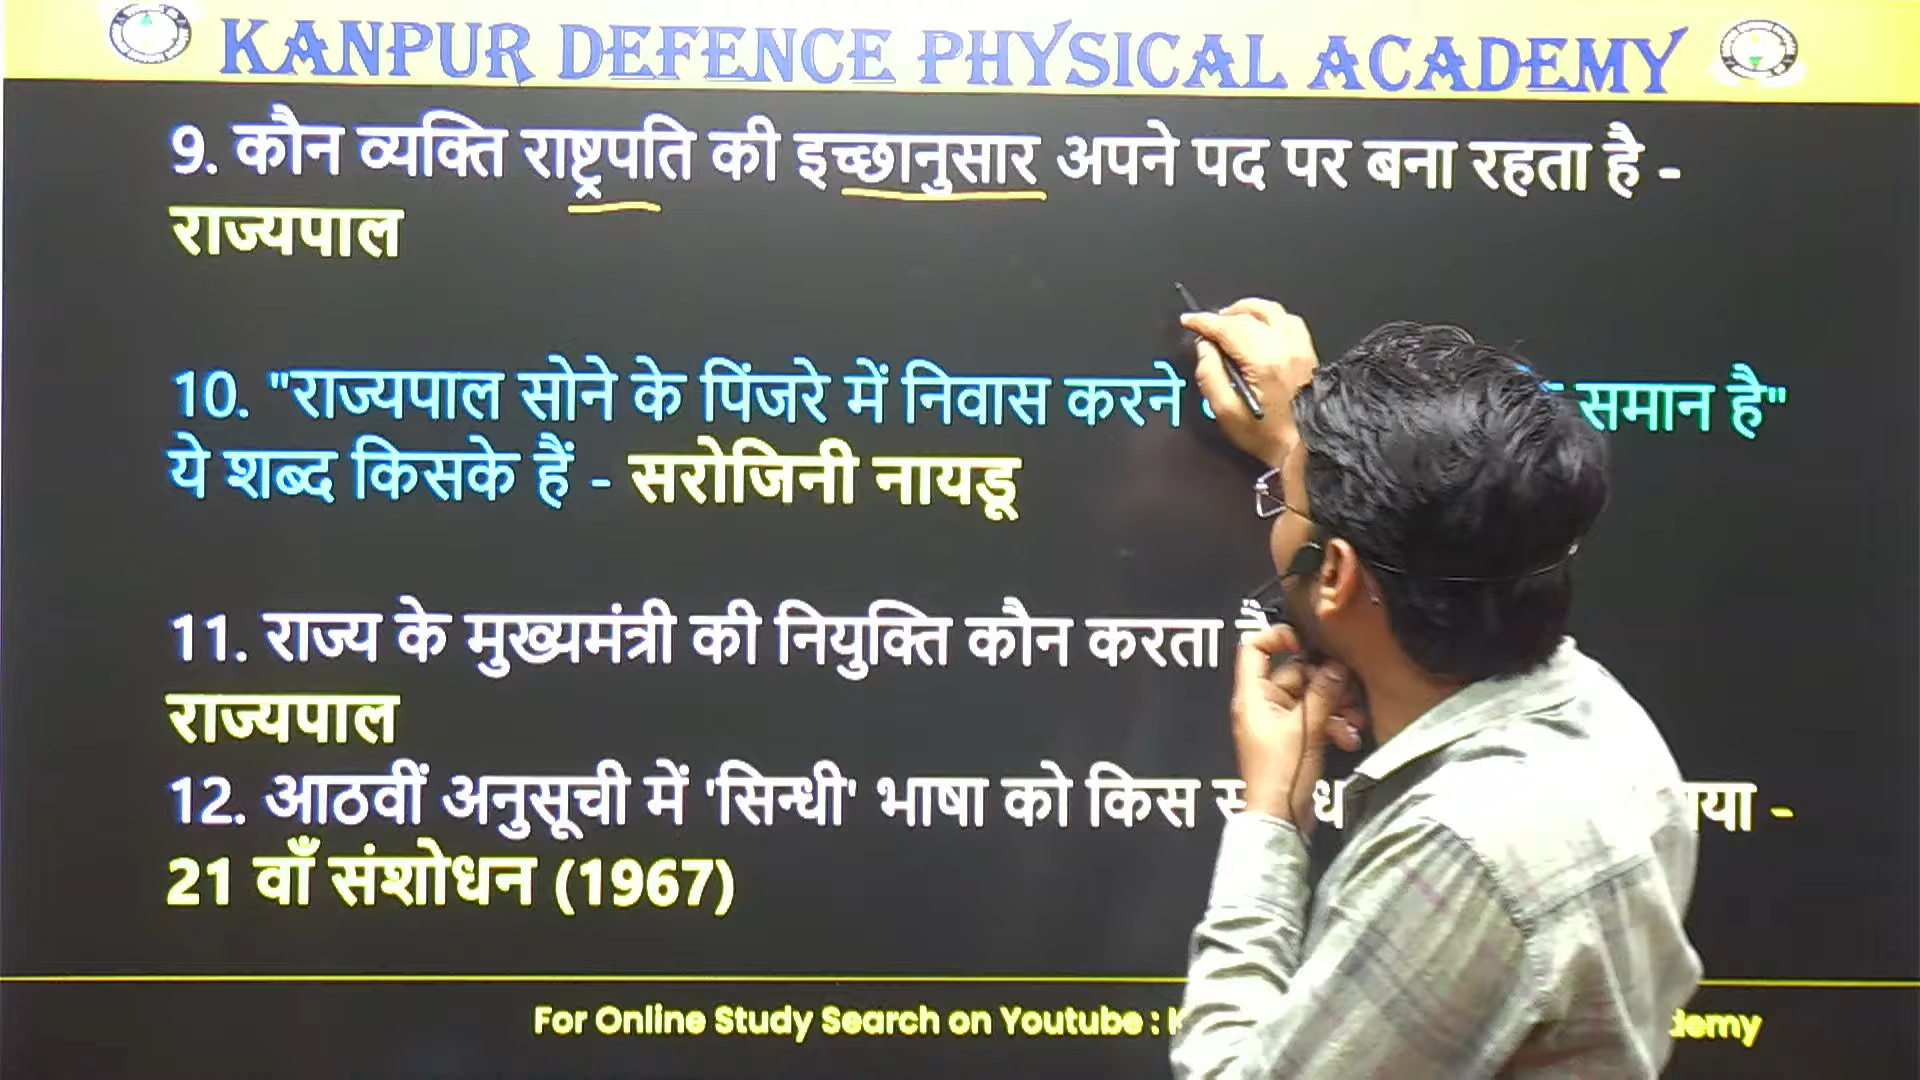 KANPUR DEFENCE PHYSICAL ACADEMY
9. कौन व्यक्ति राष्ट्रपति की इच्छानुसार अपने पद पर बना रहता है -
राज्यपाल
10. "राज्यपाल सोने के पिंजरे में निवास करने समान है"
ये शब्द किसके हैं - सरोजिनी नायडू
11. राज्य के मुख्यमंत्री की नियुक्ति कौन करता
राज्यपाल
12. आठवीं अनुसूची में 'सिन्धी' भाषा को किस -
21 वाँ संशोधन (1967)
For Online Study Search on Youtube :